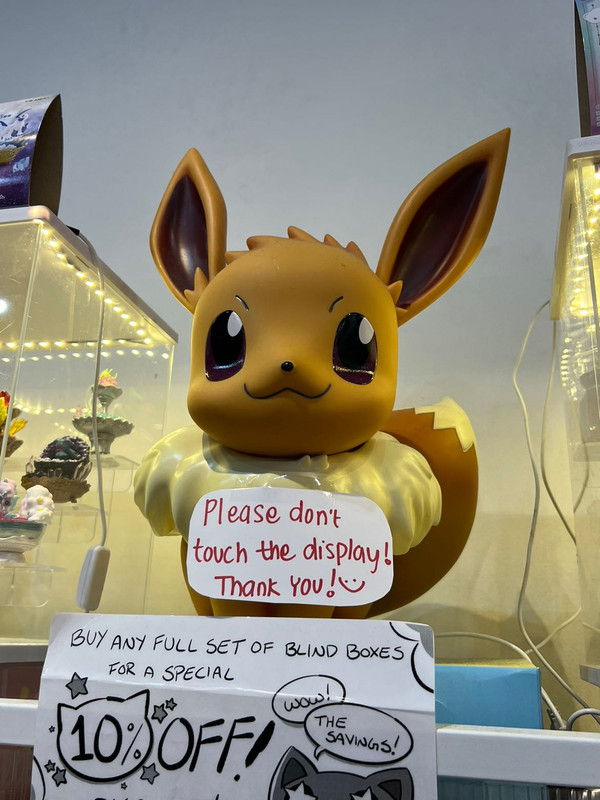 Please don't
touch the display!
Thank You!
BUY ANY FULL SET OF BLIND BOXES
FOR A SPECIAL
10% OFF!
WOW!
THE
SAVINGS!